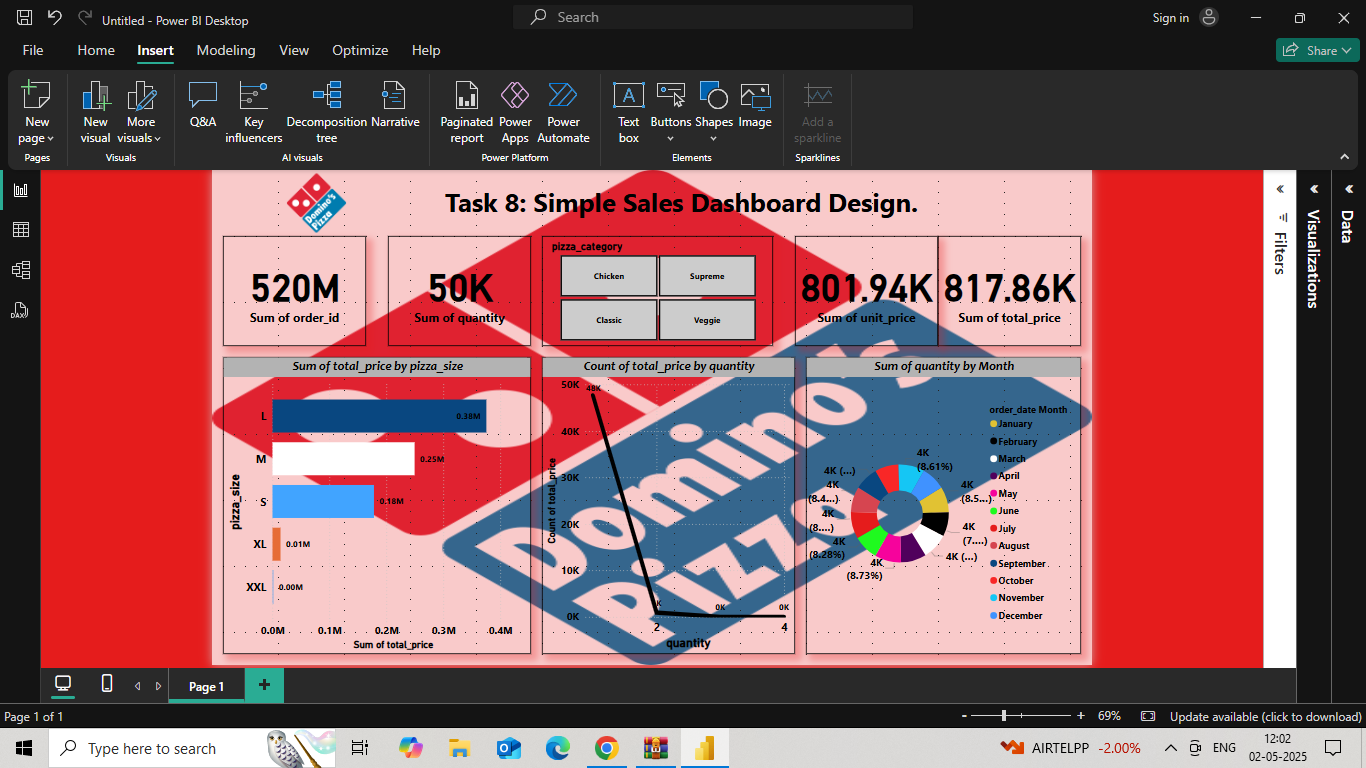 Untitled - Power BI Desktop
Search
Sign in
File Home Insert Modeling View Optimize Help
Share
New page
New visual
More visuals
Q&A
Key influencers
Decomposition tree
Narrative
Paginated report
Power Apps
Power Automate
Text box
Buttons
Shapes
Image
Add a sparkline
Pages
Visuals
AI visuals
Power Platform
Elements
Sparklines
Domino's Pizza
Task 8: Simple Sales Dashboard Design.
520M
Sum of order_id
50K
Sum of quantity
pizza_category
Chicken
Supreme
Classic
Veggie
801.94K
Sum of unit_price
817.86K
Sum of total_price
Filters
Visualizations
Data
Sum of total_price by pizza_size
pizza_size
L
0.38M
M
0.25M
S
0.18M
XL
0.01M
XXL
0.00M
0.0M 0.1M 0.2M 0.3M 0.4M
Sum of total_price
Count of total_price by quantity
Count of total_price
50K
40K
30K
20K
10K
0K
48K
0K
0K
2 4
quantity
Sum of quantity by Month
4K
(8.61%)
4K
(8.5...)
4K
(7....)
4K (...)
4K
(8.73%)
4K
(8.28%)
4K
(8....)
4K
(8.4...)
4K (...)
order_date Month
January
February
March
April
May
June
July
August
September
October
November
December
Domino's
Pizza
Page 1
Page 1 of 1
- + 69%
Update available (click to download)
Type here to search
AIRTELPP -2.00%
ENG
12:02
02-05-2025